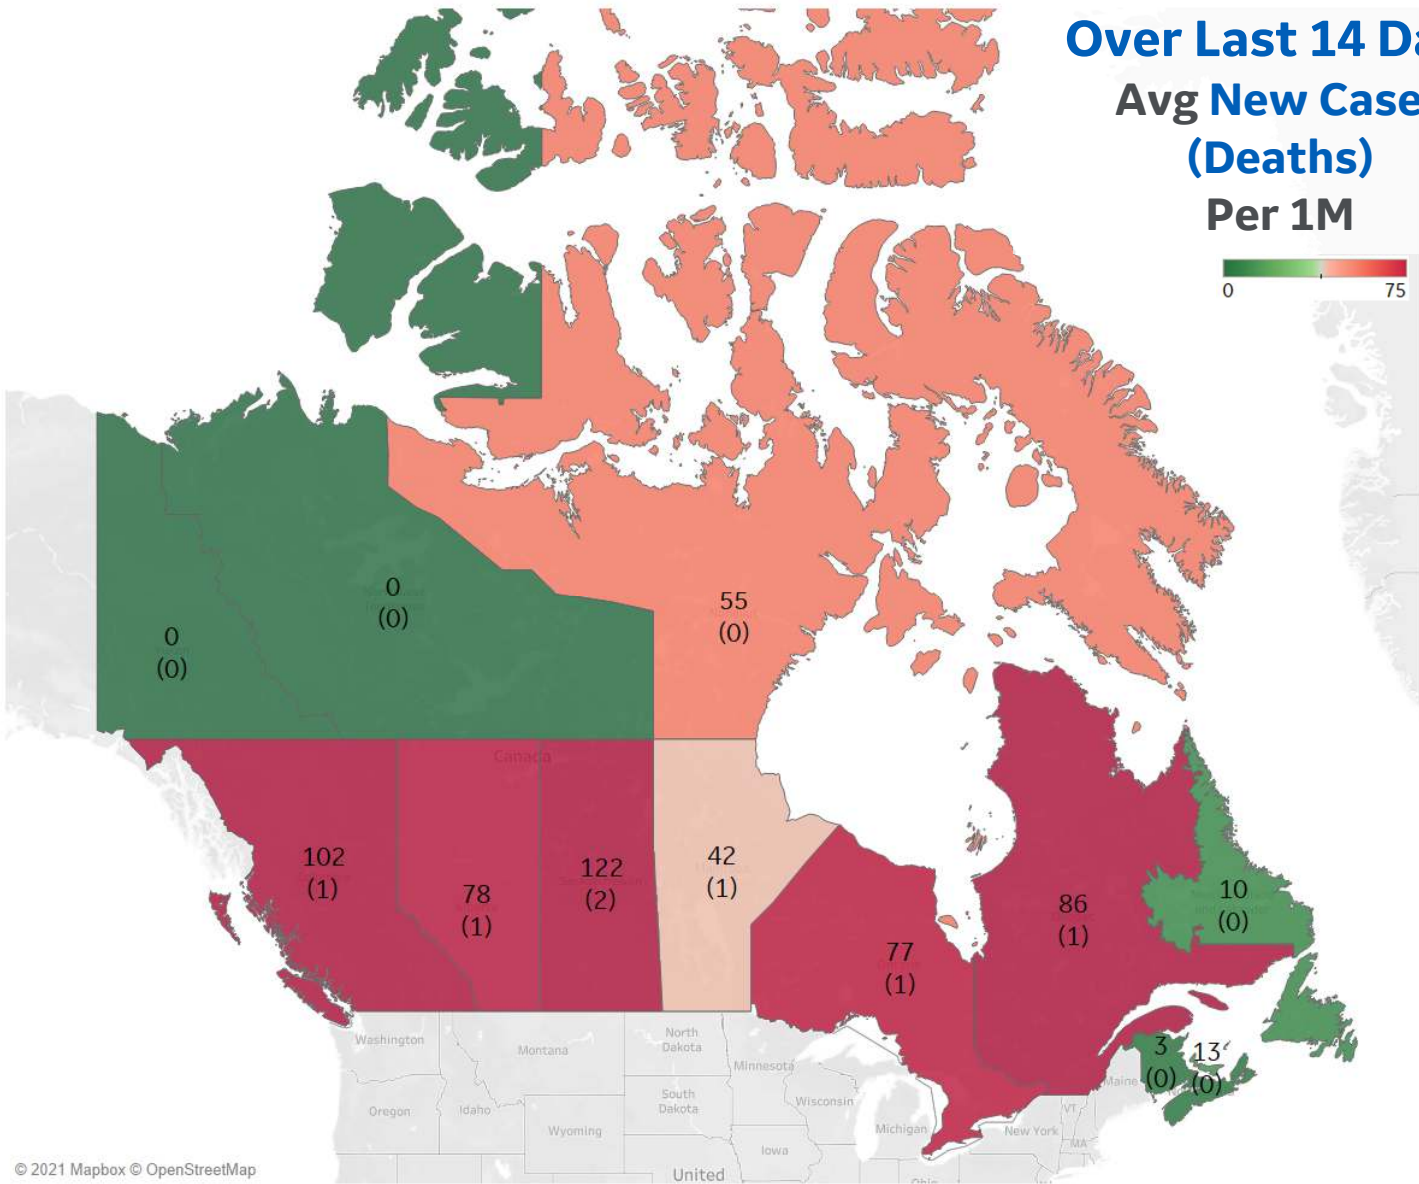 Over Last 14 Da
Avg New Case
(Deaths)
Per 1M
0
75
0
(0)
0
(0)
55
(0)
Canada
102
(1)
78
(1)
122
(2)
42
(1)
77
(1)
86
(1)
10
(0)
3
(0)
13
(0)
Washington
Montana
North
Dakota
Minnesota
Oregon
Idaho
South
Dakota
Wisconsin
Wyoming
Michigan
New York
VT
MA
Maine
Iowa
United
Ohio
© 2021 Mapbox © OpenStreetMap